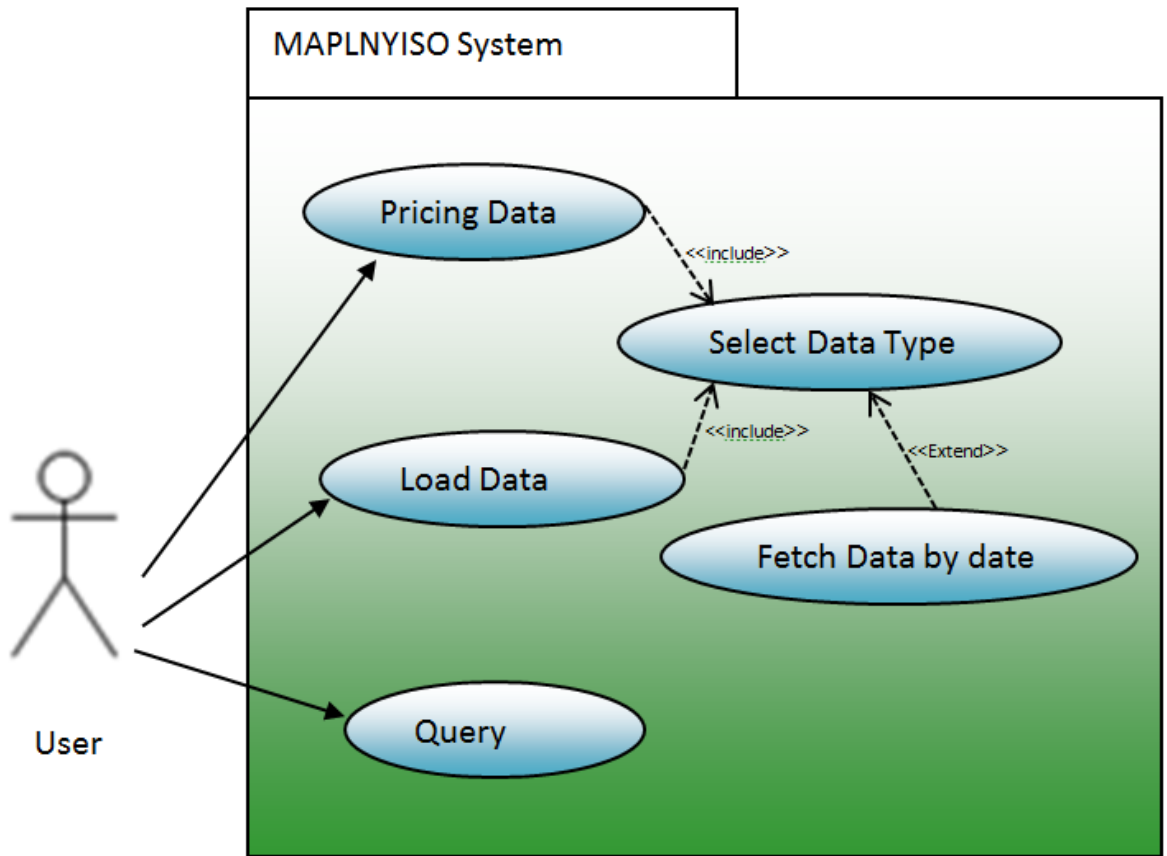 MAPLNYISO System
Pricing Data
<<include>>
Select Data Type
<<include>>
Load Data
<<Extend>>
Fetch Data by date
Query
User